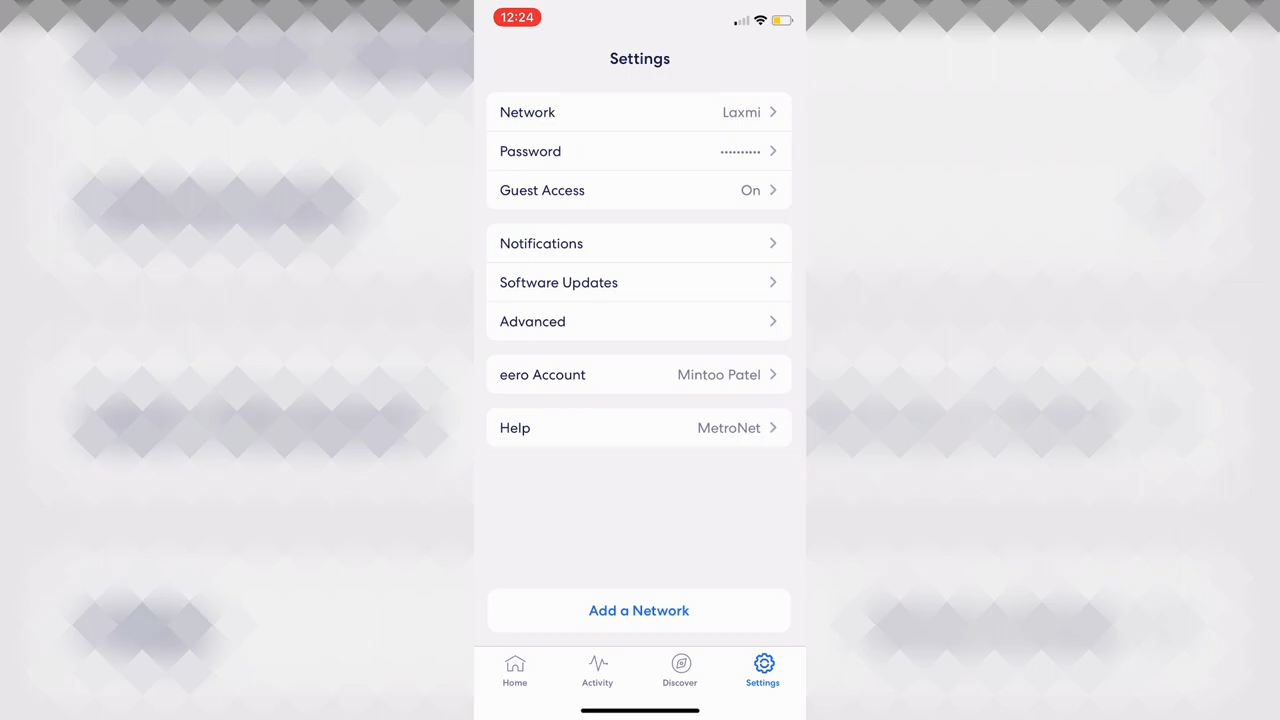 12:24
Settings
Network Laxmi
Password ••••••••••
Guest Access On
Notifications
Software Updates
Advanced
eero Account Mintoo Patel
Help MetroNet
Add a Network
Home Activity Discover Settings